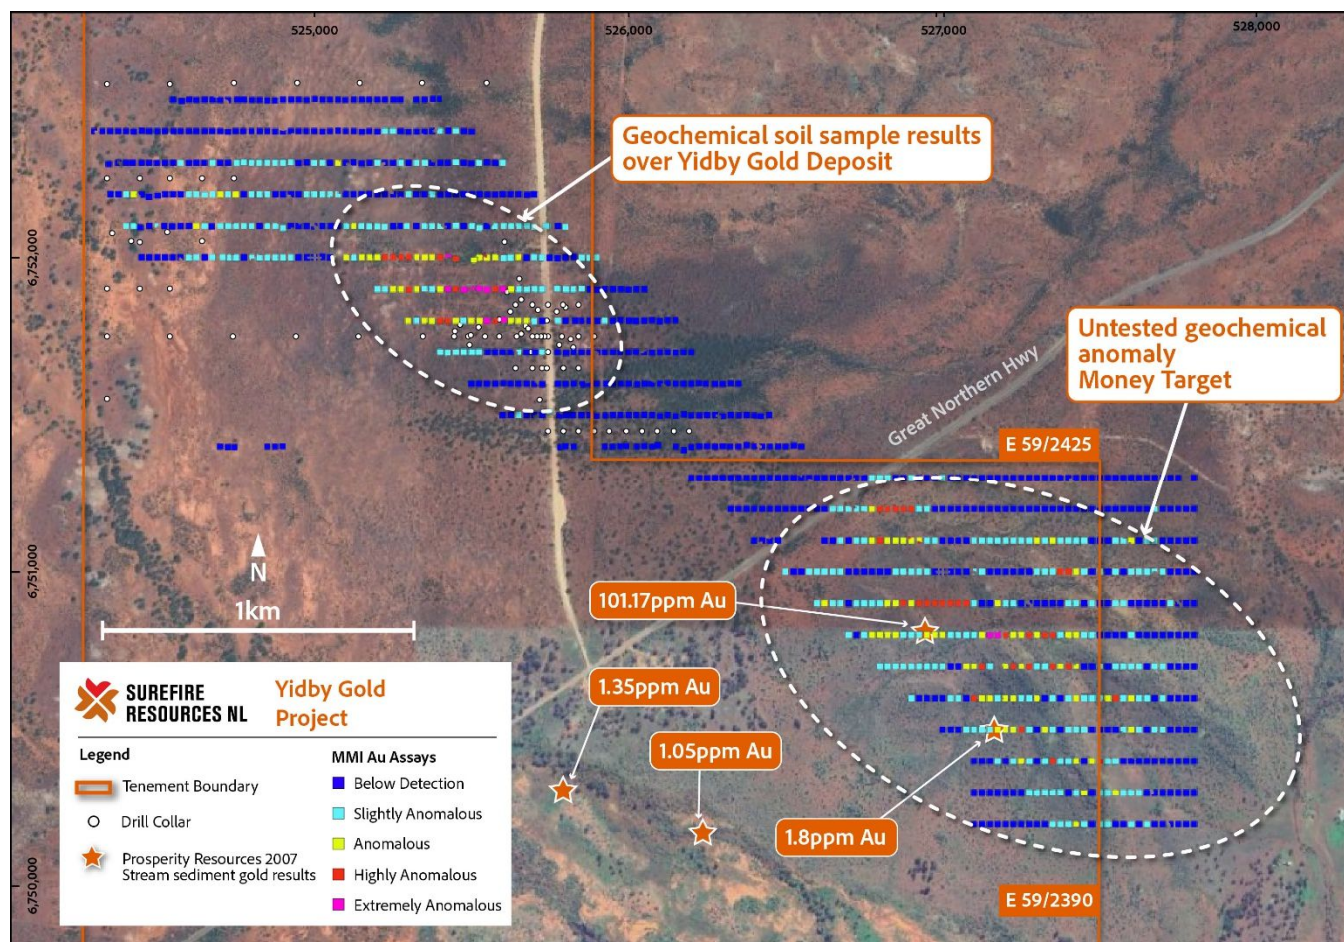 525,000
526,000
527,000
528,000
6,752,000
6,751,000
6,750,000
Geochemical soil sample results
over Yidby Gold Deposit
Untested geochemical
anomaly
Money Target
Great Northern Hwy
E 59/2425
101.17ppm Au
1.35ppm Au
1.05ppm Au
1.8ppm Au
E 59/2390
N
1km
SUREFIRE
RESOURCES NL
Yidby Gold
Project
Legend
Tenement Boundary
Drill Collar
Prosperity Resources 2007
Stream sediment gold results
MMI Au Assays
Below Detection
Slightly Anomalous
Anomalous
Highly Anomalous
Extremely Anomalous